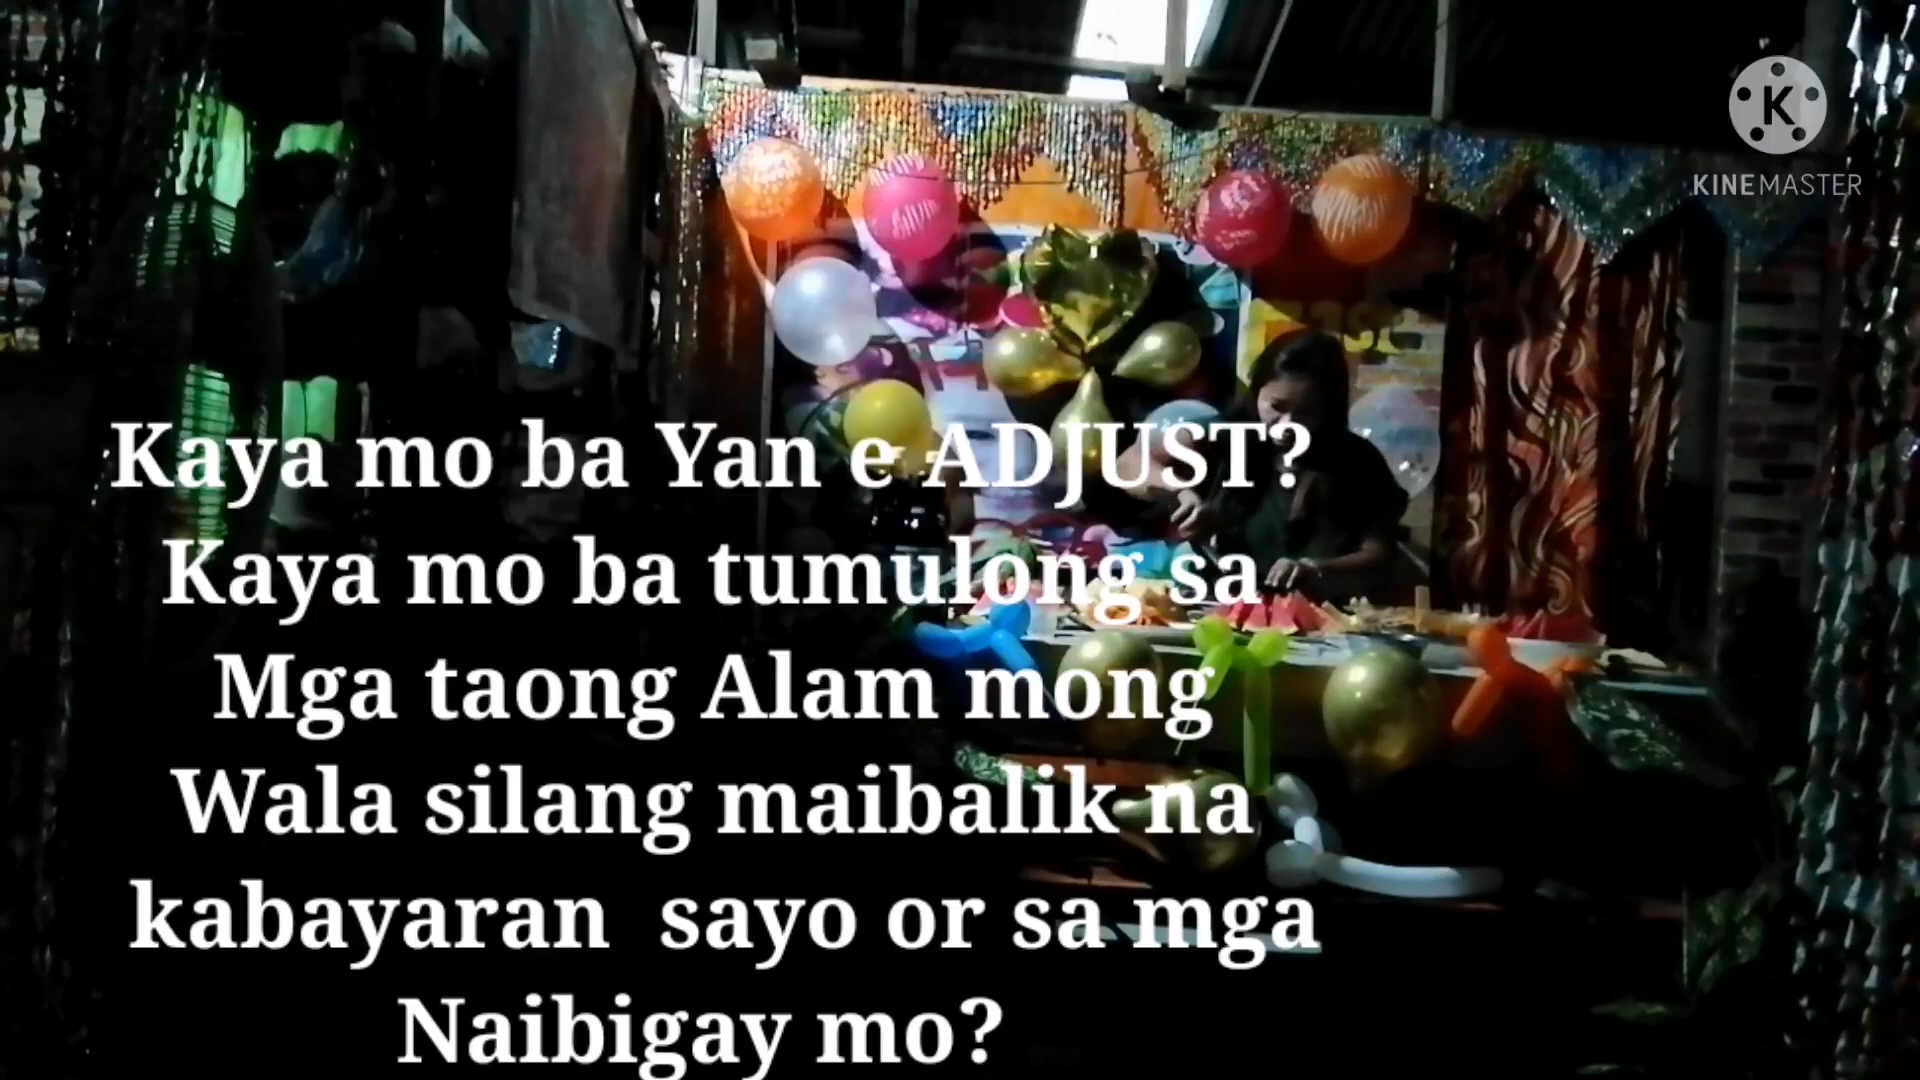 KINEMASTER
Kaya mo ba Yan e ADJUST?
Kaya mo ba tumulong sa
Mga taong Alam mong
Wala silang maibalik na
kabayaran  sayo or sa mga
Naibigay mo?